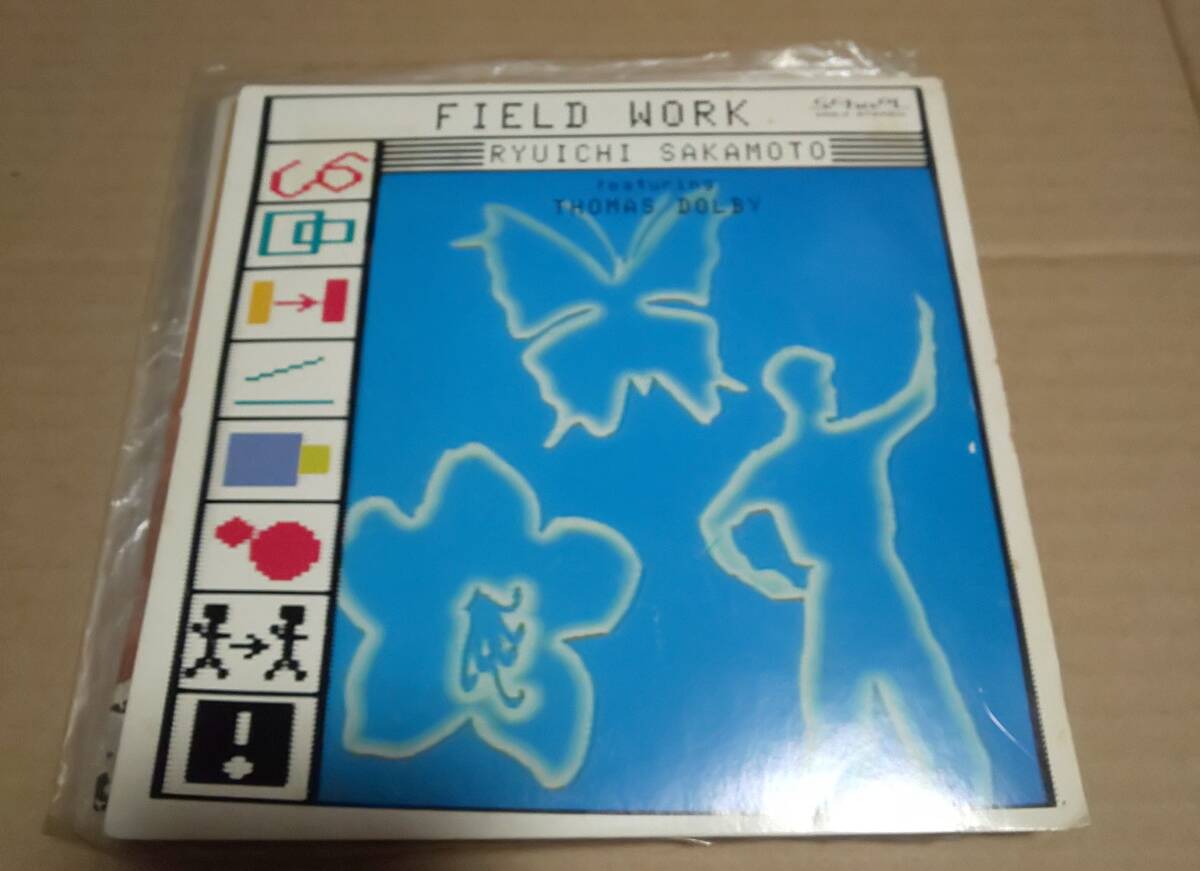 FIELD WORK
RYUICHI SAKAMOTO
featuring
THOMAS DOLBY